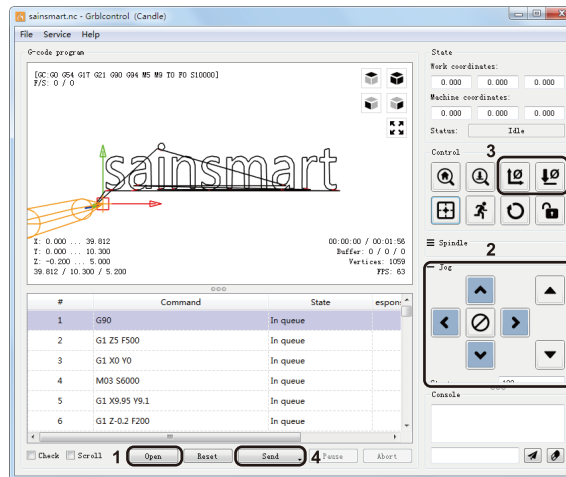 sainsmart.nc - Grblcontrol (Candle)
File Service Help
G-code program
[GC:G0 G54 G17 G21 G90 G94 M5 M9 T0 F0 S10000]
F/S: 0 / 0
sainsmart
X: 0.000 ... 39.812
Y: 0.000 ... 10.300
Z: -0.200 ... 5.000
39.812 / 10.300 / 5.200
00:00:00 / 00:01:56
Buffer: 0 / 0 / 0
Vertices: 1059
FPS: 63
# Command State espons
1 G90 In queue
2 G1 Z5 F500 In queue
3 G1 X0 Y0 In queue
4 M03 S6000 In queue
5 G1 X9.95 Y9.1 In queue
6 G1 Z-0.2 F200 In queue
Check Scroll 1 Open Reset Send 4 Pause Abort
State
Work coordinates:
0.000 0.000 0.000
Machine coordinates:
0.000 0.000 0.000
Status: Idle
Control 3
Spindle
2
Jog
Console